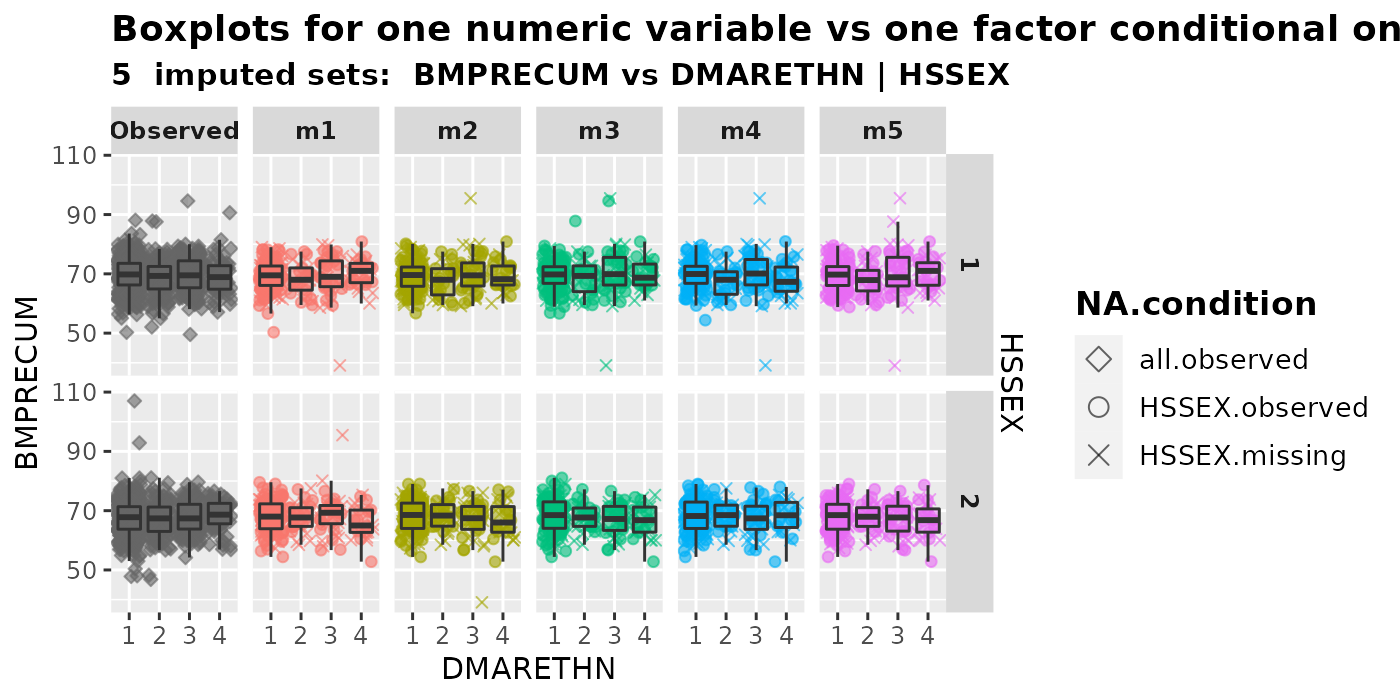 Boxplots for one numeric variable vs one factor conditional on
5 imputed sets: BMPRECUM vs DMARETHN | HSSEX
Observed m1 m2 m3 m4 m5
BMPRECUM
110
90
70
50
1
110
90
70
50
2
HSSEX
1 2 3 4 1 2 3 4 1 2 3 4 1 2 3 4 1 2 3 4 1 2 3 4
DMARETHN
NA.condition
all.observed
HSSEX.observed
HSSEX.missing